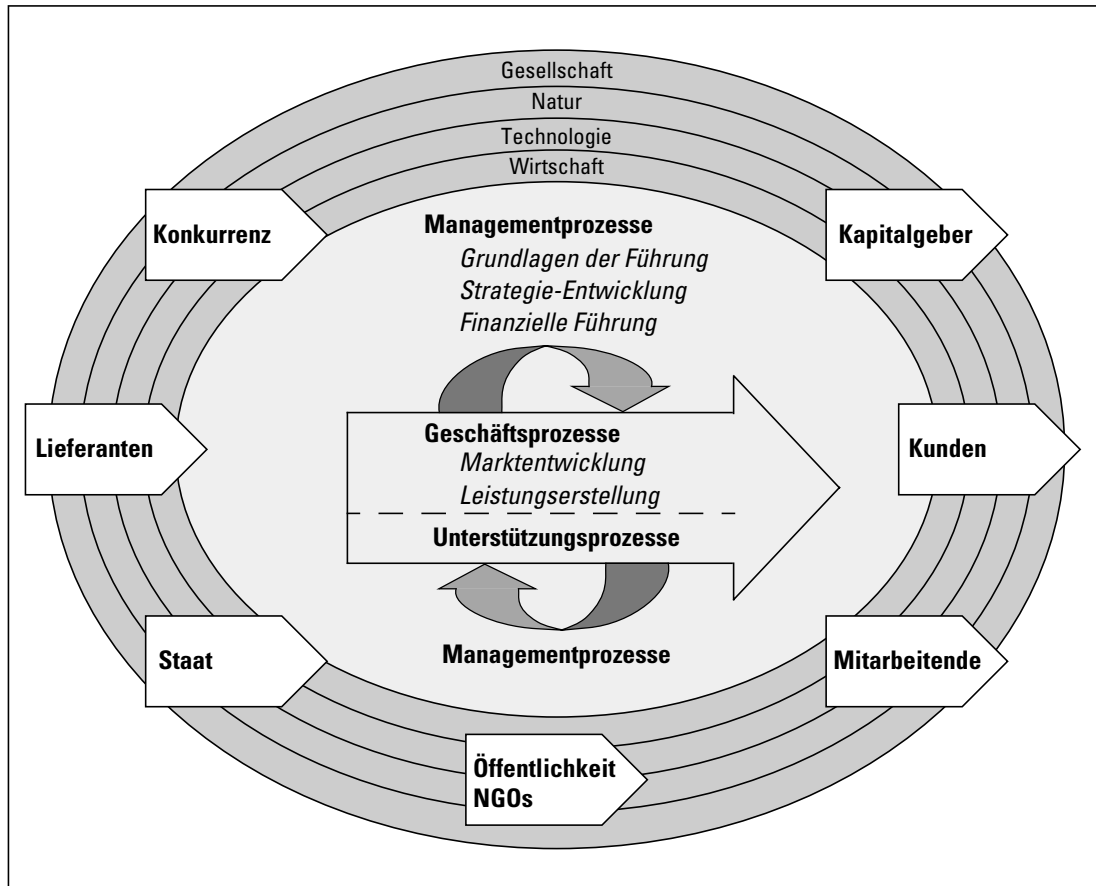 Gesellschaft
Natur
Technologie
Wirtschaft
Konkurrenz
Managementprozesse
Grundlagen der Führung
Strategie-Entwicklung
Finanzielle Führung
Kapitalgeber
Lieferanten
Geschäftsprozesse
Marktentwicklung
Leistungserstellung
Unterstützungsprozesse
Kunden
Staat
Managementprozesse
Mitarbeitende
Öffentlichkeit
NGOs